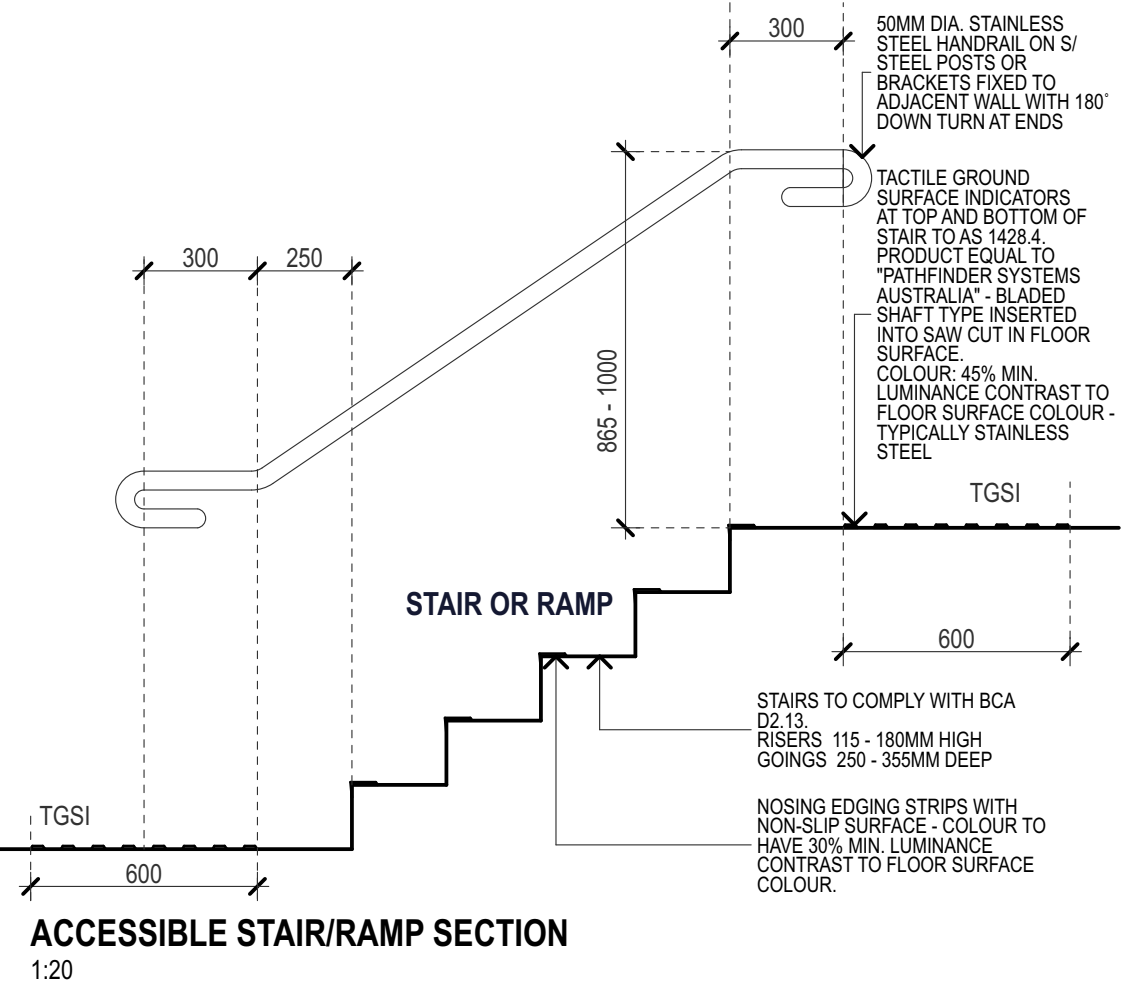 300
50MM DIA. STAINLESS
STEEL HANDRAIL ON S/
STEEL POSTS OR
BRACKETS FIXED TO
ADJACENT WALL WITH 180°
DOWN TURN AT ENDS
TACTILE GROUND
SURFACE INDICATORS
AT TOP AND BOTTOM OF
STAIR TO AS 1428.4.
PRODUCT EQUAL TO
"PATHFINDER SYSTEMS
AUSTRALIA" - BLADED
SHAFT TYPE INSERTED
INTO SAW CUT IN FLOOR
SURFACE.
COLOUR: 45% MIN.
LUMINANCE CONTRAST TO
FLOOR SURFACE COLOUR -
TYPICALLY STAINLESS
STEEL
300
250
865 - 1000
TGSI
STAIR OR RAMP
600
STAIRS TO COMPLY WITH BCA
D2.13.
RISERS 115 - 180MM HIGH
GOINGS 250 - 355MM DEEP
NOSING EDGING STRIPS WITH
NON-SLIP SURFACE - COLOUR TO
HAVE 30% MIN. LUMINANCE
CONTRAST TO FLOOR SURFACE
COLOUR.
TGSI
600
ACCESSIBLE STAIR/RAMP SECTION
1:20